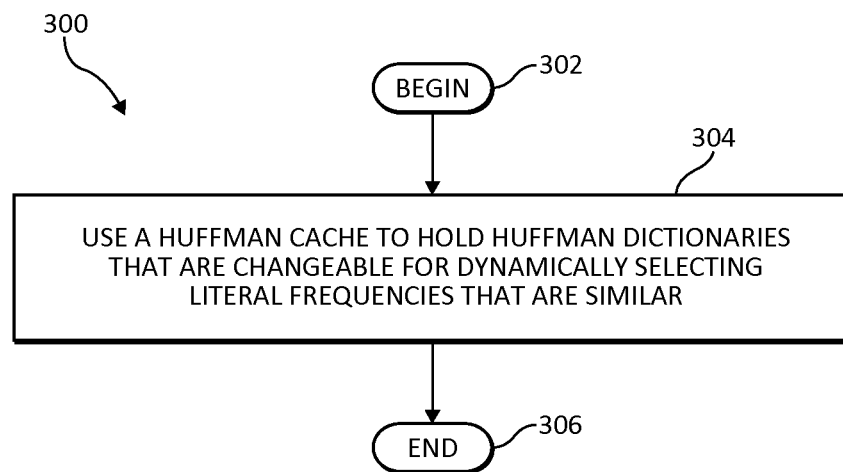 300
BEGIN
302
304
USE A HUFFMAN CACHE TO HOLD HUFFMAN DICTIONARIES
THAT ARE CHANGEABLE FOR DYNAMICALLY SELECTING
LITERAL FREQUENCIES THAT ARE SIMILAR
END
306